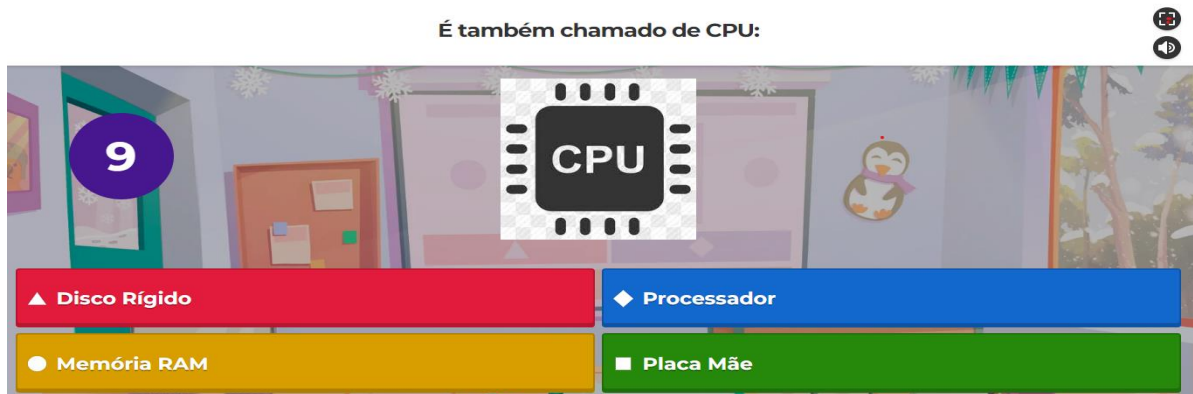 É também chamado de CPU:
9
CPU
Disco Rígido
Processador
Memória RAM
Placa Mãe